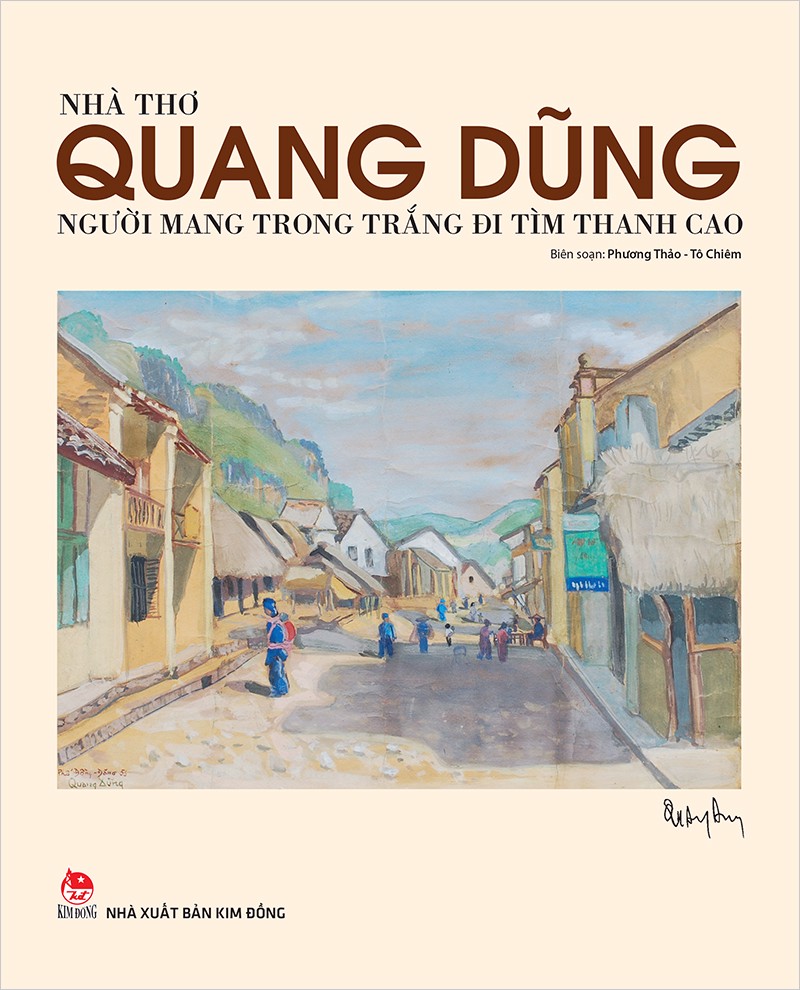 NHÀ THƠ
QUANG DŨNG
NGƯỜI MANG TRONG TRẮNG ĐI TÌM THANH CAO
Biên soạn: Phương Thảo - Tô Chiêm
Quang Dũng
KIM ĐỒNG
NHÀ XUẤT BẢN KIM ĐỒNG